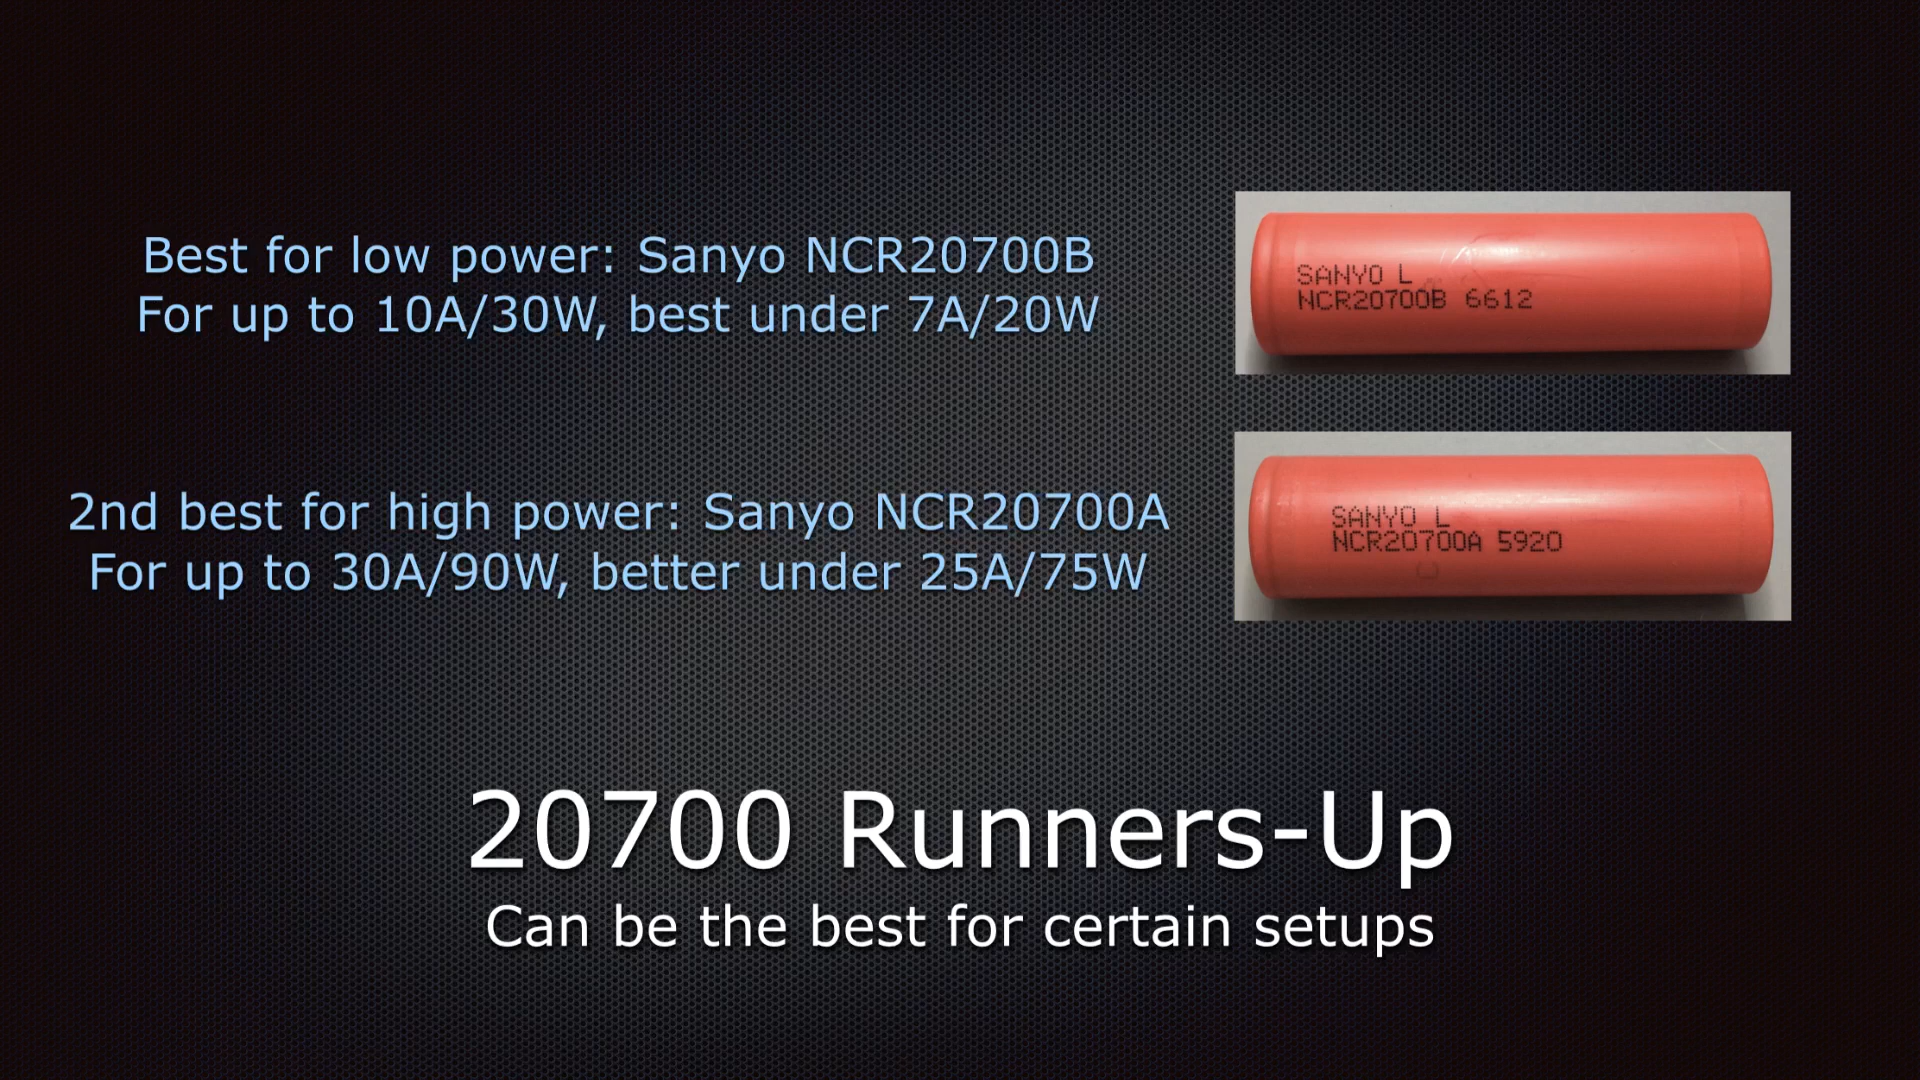 Best for low power: Sanyo NCR20700B
For up to 10A/30W, best under 7A/20W
SANYO L
NCR20700B 6612
2nd best for high power: Sanyo NCR20700A
For up to 30A/90W, better under 25A/75W
SANYO L
NCR20700A 5920
20700 Runners-Up
Can be the best for certain setups